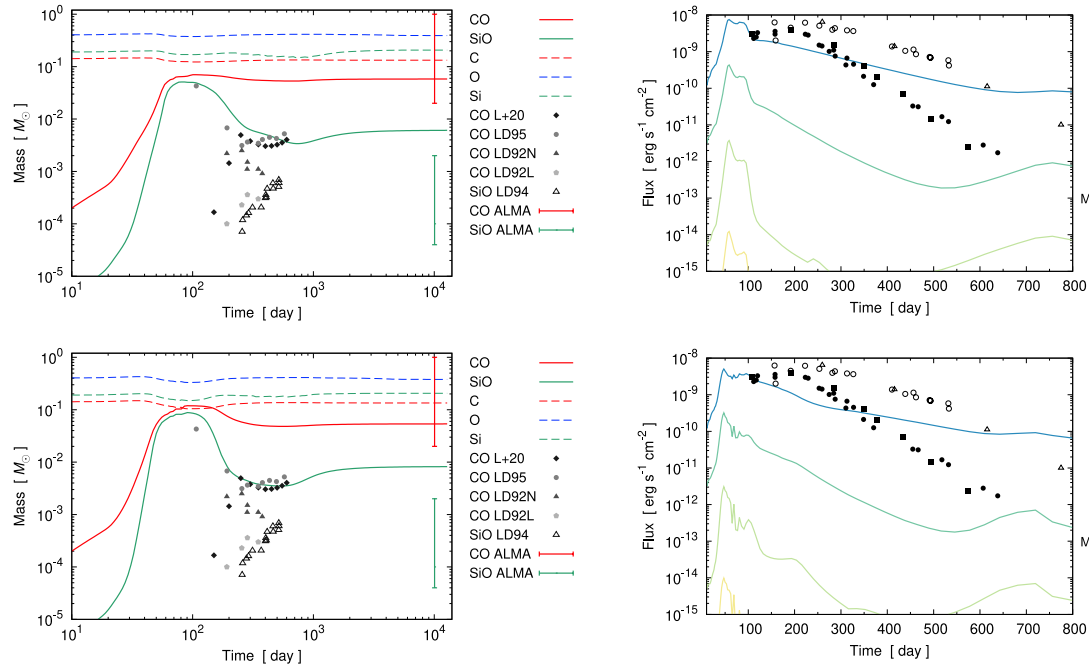 10^0
10^-1
10^-2
10^-3
10^-4
10^-5
Mass [ M⊙ ]
10^1 10^2 10^3 10^4
Time [ day ]
CO
SiO
C
O
Si
CO L+20
CO LD95
CO LD92N
CO LD92L
SiO LD94
CO ALMA
SiO ALMA
10^-8
10^-9
10^-10
10^-11
10^-12
10^-13
10^-14
10^-15
Flux [ erg s^-1 cm^-2 ]
100 200 300 400 500 600 700 800
Time [ day ]
M
10^0
10^-1
10^-2
10^-3
10^-4
10^-5
Mass [ M⊙ ]
10^1 10^2 10^3 10^4
Time [ day ]
CO
SiO
C
O
Si
CO L+20
CO LD95
CO LD92N
CO LD92L
SiO LD94
CO ALMA
SiO ALMA
10^-8
10^-9
10^-10
10^-11
10^-12
10^-13
10^-14
10^-15
Flux [ erg s^-1 cm^-2 ]
100 200 300 400 500 600 700 800
Time [ day ]
M